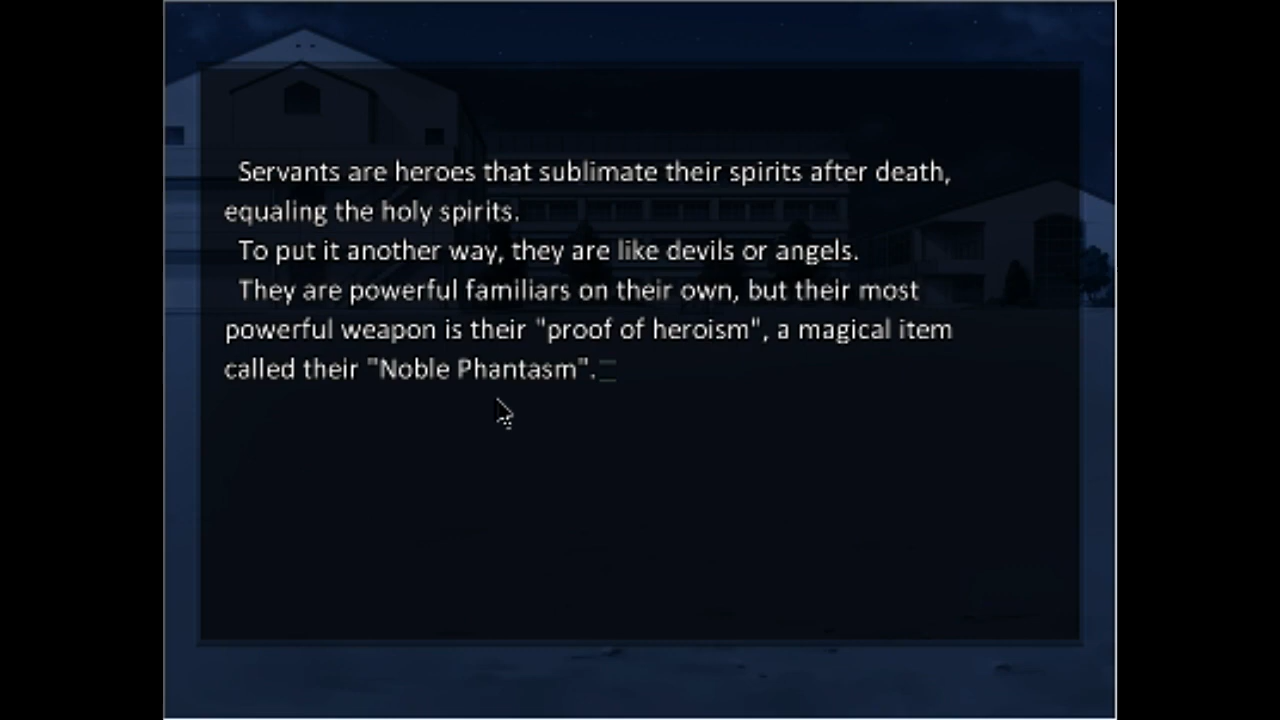 Servants are heroes that sublimate their spirits after death,
equaling the holy spirits.
To put it another way, they are like devils or angels.
They are powerful familiars on their own, but their most
powerful weapon is their "proof of heroism", a magical item
called their "Noble Phantasm".